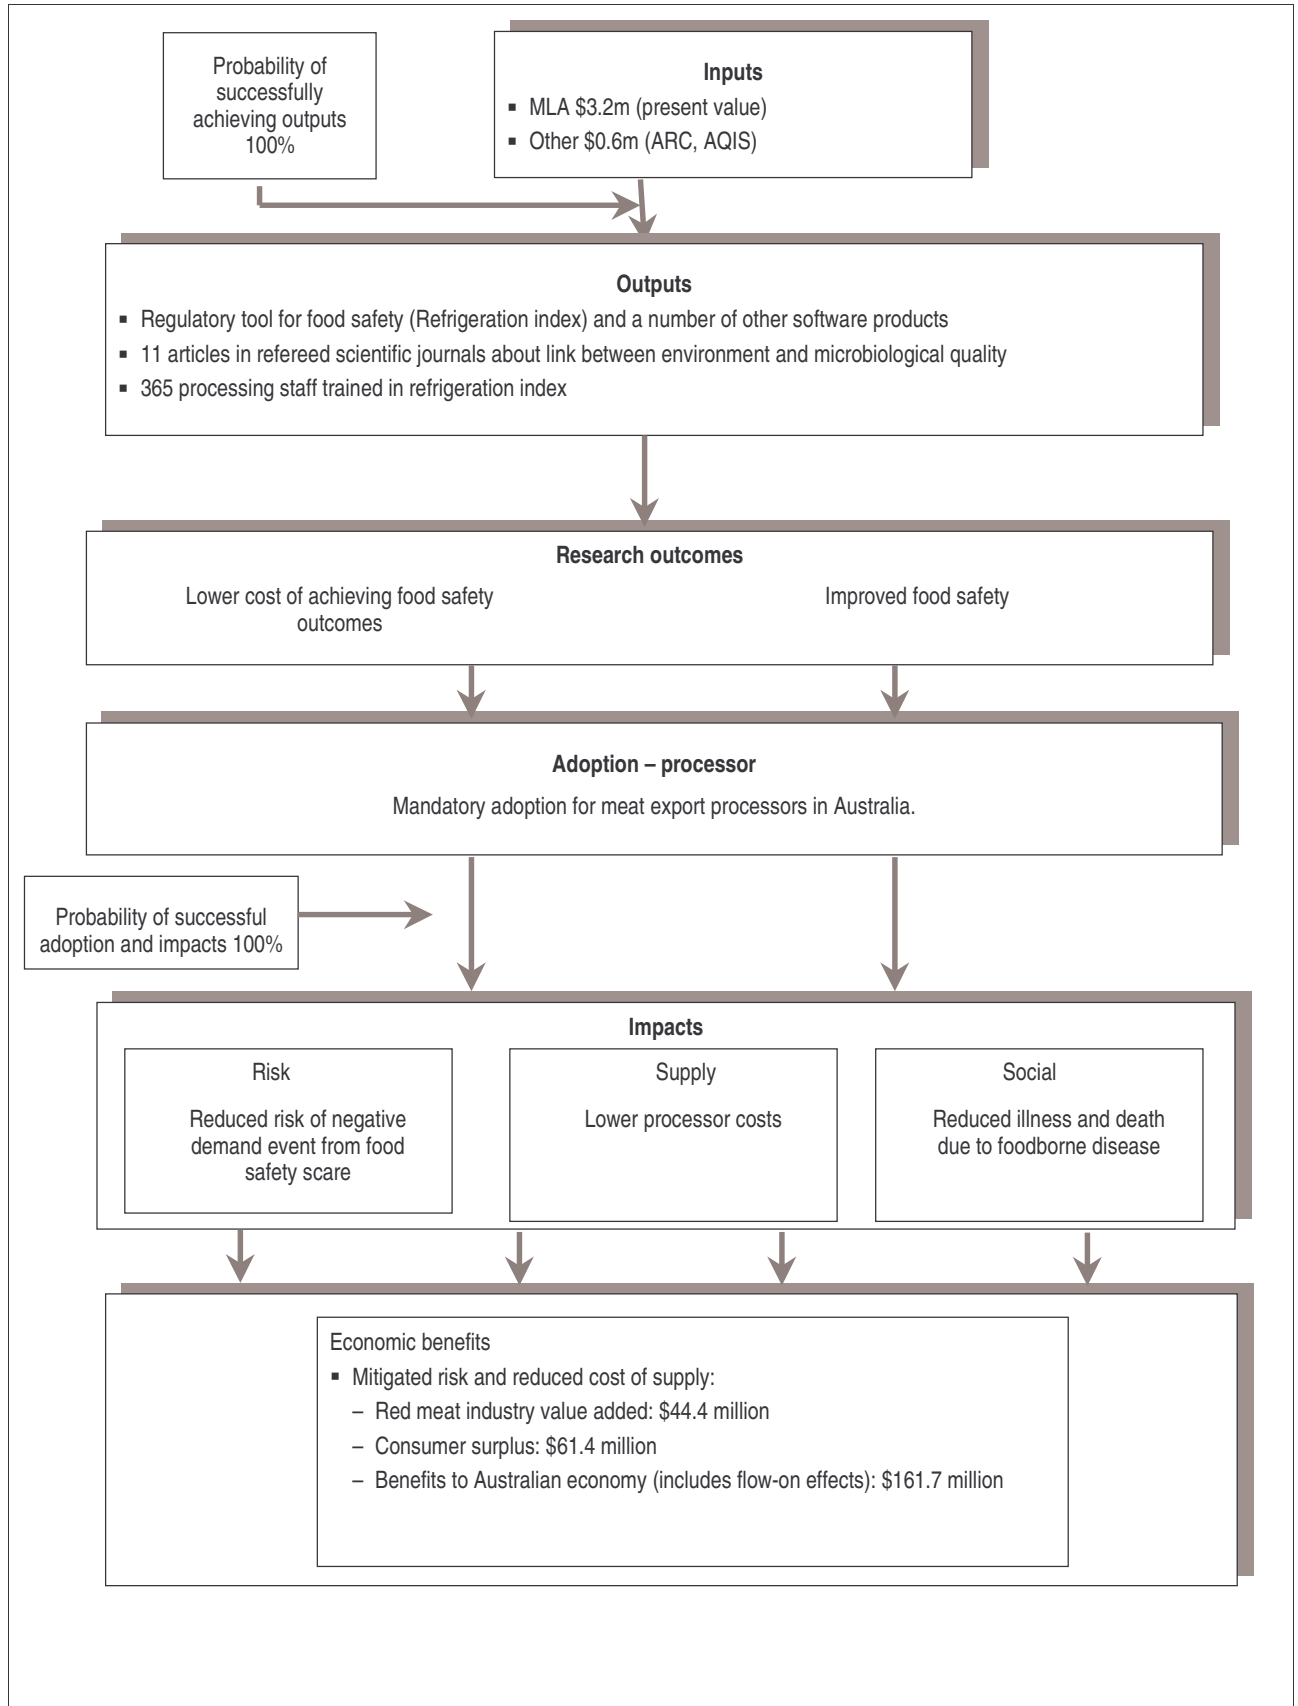 Probability of
successfully
achieving outputs
100%
Inputs
▪ MLA $3.2m (present value)
▪ Other $0.6m (ARC, AQIS)
Outputs
▪ Regulatory tool for food safety (Refrigeration index) and a number of other software products
▪ 11 articles in refereed scientific journals about link between environment and microbiological quality
▪ 365 processing staff trained in refrigeration index
Research outcomes
Lower cost of achieving food safety
outcomes
Improved food safety
Adoption – processor
Mandatory adoption for meat export processors in Australia.
Probability of successful
adoption and impacts 100%
Impacts
Risk
Reduced risk of negative
demand event from food
safety scare
Supply
Lower processor costs
Social
Reduced illness and death
due to foodborne disease
Economic benefits
▪ Mitigated risk and reduced cost of supply:
– Red meat industry value added: $44.4 million
– Consumer surplus: $61.4 million
– Benefits to Australian economy (includes flow-on effects): $161.7 million